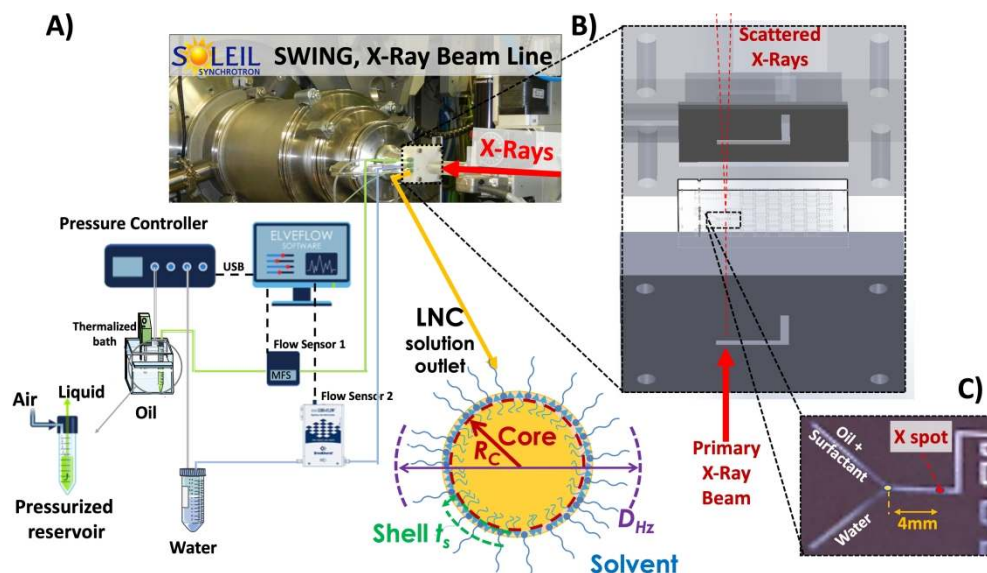 A)
SOLEIL
SYNCHROTRON
SWING, X-Ray Beam Line
X-Rays
Pressure Controller
USB
ELVEFLOW
SOFTWARE
Thermalized
bath
Flow Sensor 1
MFS
Flow Sensor 2
Liquid
Air
Oil
Pressurized
reservoir
Water
LNC
solution
outlet
Core
R_C
D_Hz
Shell t_s
Solvent
B)
Scattered
X-Rays
Primary
X-Ray
Beam
C)
Oil +
Surfactant
X spot
Water
4mm